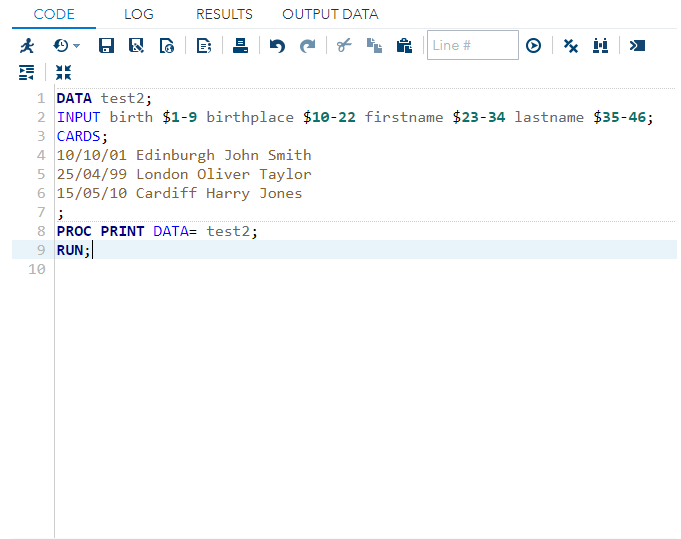 CODE LOG RESULTS OUTPUT DATA
Line #
1 DATA test2;
2 INPUT birth $1-9 birthplace $10-22 firstname $23-34 lastname $35-46;
3 CARDS;
4 10/10/01 Edinburgh John Smith
5 25/04/99 London Oliver Taylor
6 15/05/10 Cardiff Harry Jones
7 ;
8 PROC PRINT DATA= test2;
9 RUN;
10